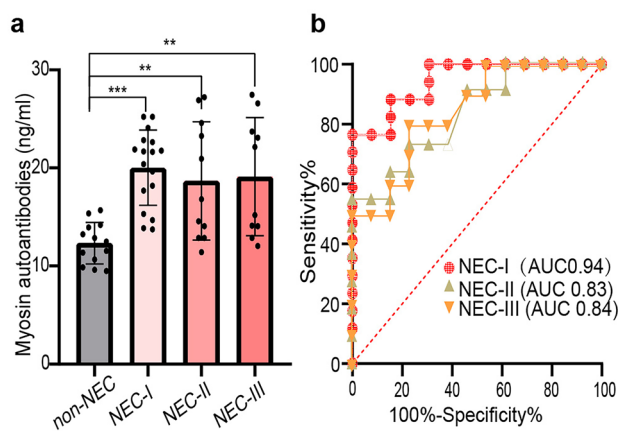 a
Myosin autoantibodies (ng/ml)
30
20
10
0
***
**
**
non-NEC
NEC-I
NEC-II
NEC-III
b
Sensitivity%
100
80
60
40
20
0
0
20
40
60
80
100
100%-Specificity%
NEC-I （AUC0.94)
NEC-II (AUC 0.83)
NEC-III (AUC 0.84)